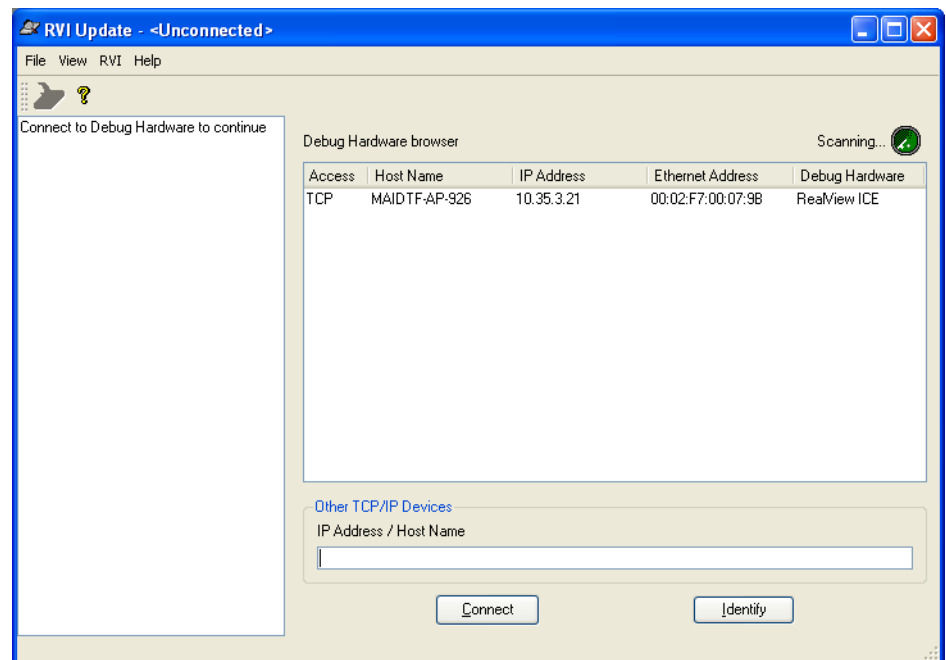 RVI Update - <Unconnected>
File View RVI Help
Connect to Debug Hardware to continue
Debug Hardware browser
Scanning...
Access Host Name IP Address Ethernet Address Debug Hardware
TCP MAIDTF-AP-926 10.35.3.21 00:02:F7:00:07:9B RealView ICE
Other TCP/IP Devices
IP Address / Host Name
Connect Identify